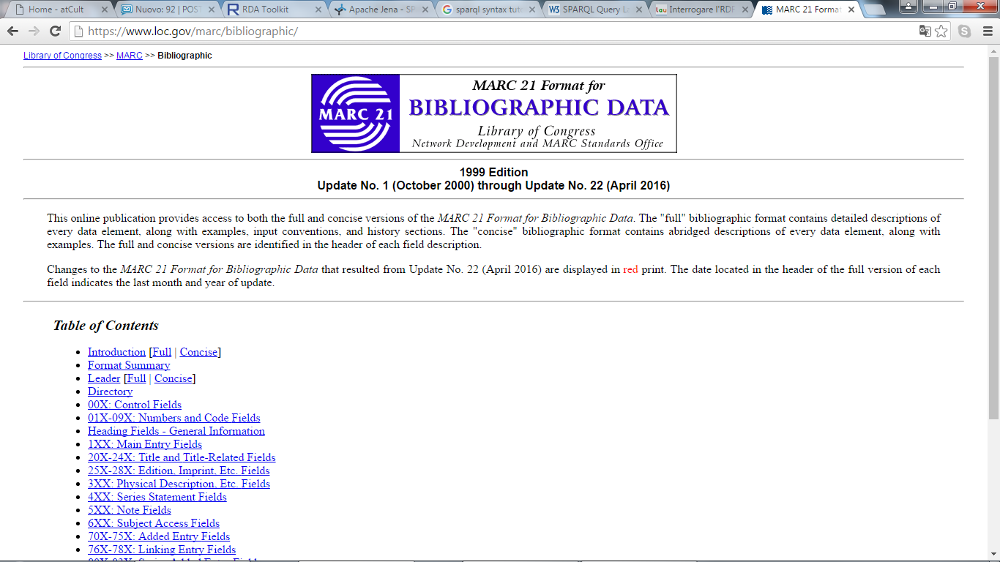 Home - atCult
Nuovo: 92 | POST
RDA Toolkit
Apache Jena - SP
sparql syntax tuto
W3 SPARQL Query La
tau Interrogare l'RDF
MARC 21 Format
https://www.loc.gov/marc/bibliographic/
Library of Congress >> MARC >> Bibliographic
MARC 21
MARC 21 Format for
BIBLIOGRAPHIC DATA
Library of Congress
Network Development and MARC Standards Office
1999 Edition
Update No. 1 (October 2000) through Update No. 22 (April 2016)
This online publication provides access to both the full and concise versions of the MARC 21 Format for Bibliographic Data. The "full" bibliographic format contains detailed descriptions of
every data element, along with examples, input conventions, and history sections. The "concise" bibliographic format contains abridged descriptions of every data element, along with
examples. The full and concise versions are identified in the header of each field description.
Changes to the MARC 21 Format for Bibliographic Data that resulted from Update No. 22 (April 2016) are displayed in red print. The date located in the header of the full version of each
field indicates the last month and year of update.
Table of Contents
Introduction [Full | Concise]
Format Summary
Leader [Full | Concise]
Directory
00X: Control Fields
01X-09X: Numbers and Code Fields
Heading Fields - General Information
1XX: Main Entry Fields
20X-24X: Title and Title-Related Fields
25X-28X: Edition, Imprint, Etc. Fields
3XX: Physical Description, Etc. Fields
4XX: Series Statement Fields
5XX: Note Fields
6XX: Subject Access Fields
70X-75X: Added Entry Fields
76X-78X: Linking Entry Fields